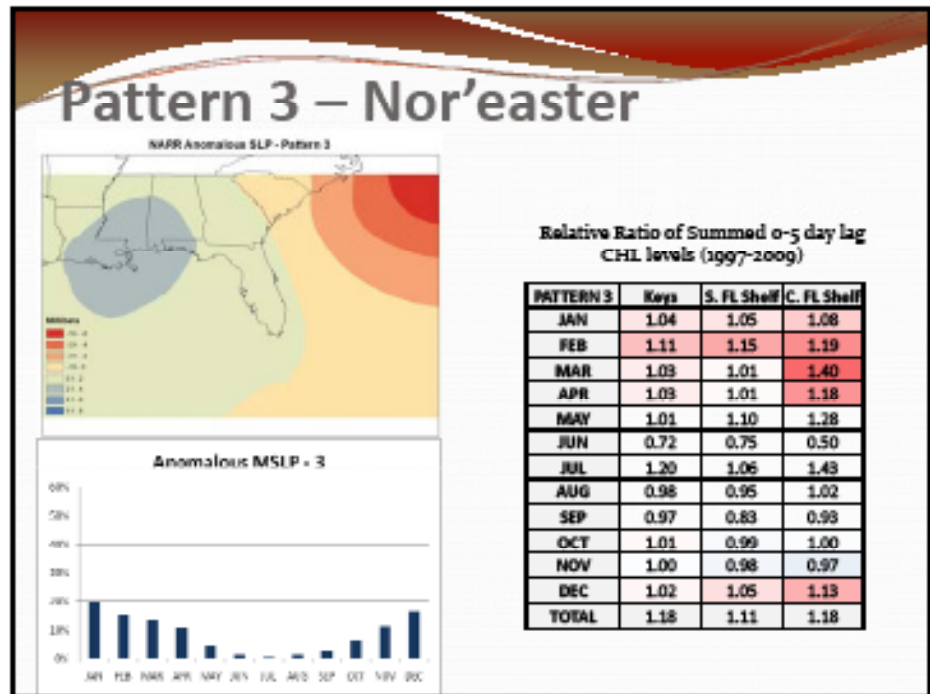 Pattern 3 – Nor'easter
NARR Anomalous SLP - Pattern 3
Relative Ratio of Summed 0-5 day lag
CHL levels (1997-2009)
PATTERN 3 Keys S. FL Shelf C. FL Shelf
JAN 1.04 1.05 1.08
FEB 1.11 1.15 1.19
MAR 1.03 1.01 1.40
APR 1.03 1.01 1.18
MAY 1.01 1.10 1.28
JUN 0.72 0.75 0.50
JUL 1.20 1.06 1.43
AUG 0.98 0.95 1.02
SEP 0.97 0.83 0.93
OCT 1.01 0.99 1.00
NOV 1.00 0.98 0.97
DEC 1.02 1.05 1.13
TOTAL 1.18 1.11 1.18
Anomalous MSLP - 3
60%
50%
40%
30%
20%
10%
0%
JAN FEB MAR APR MAY JUN JUL AUG SEP OCT NOV DEC